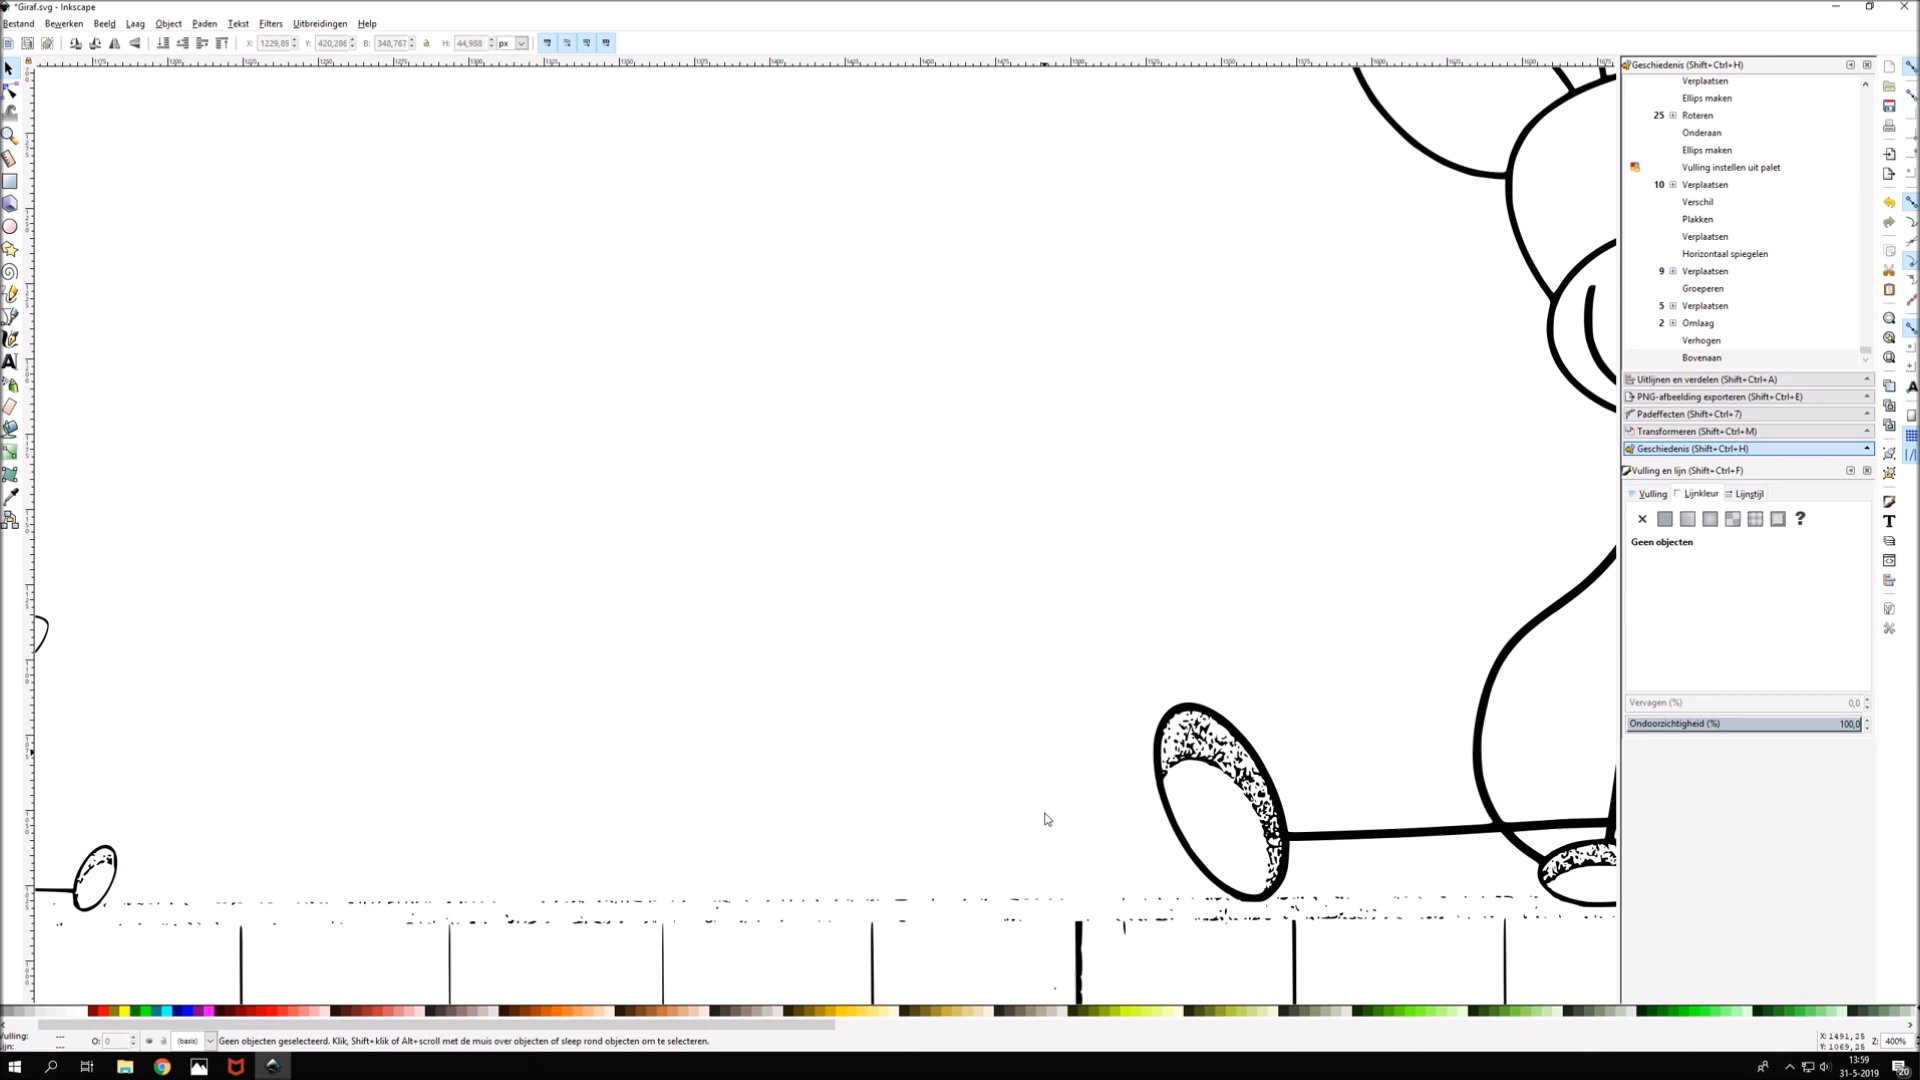 *Giraf.svg - Inkscape
Bestand Bewerken Beeld Laag Object Paden Tekst Filters Uitbreidingen Help
X: 1229,89 Y: 420,286 B: 348,767 H: 44,988 px
Geschiedenis (Shift+Ctrl+H)
Verplaatsen
Ellips maken
25 Roteren
Onderaan
Ellips maken
Vulling instellen uit palet
10 Verplaatsen
Verschil
Plakken
Verplaatsen
Horizontaal spiegelen
9 Verplaatsen
Groeperen
5 Verplaatsen
2 Omlaag
Verhogen
Bovenaan
Uitlijnen en verdelen (Shift+Ctrl+A)
PNG-afbeelding exporteren (Shift+Ctrl+E)
Padeffecten (Shift+Ctrl+7)
Transformeren (Shift+Ctrl+M)
Geschiedenis (Shift+Ctrl+H)
Vulling en lijn (Shift+Ctrl+F)
Vulling Lijnkleur Lijnstijl
?
Geen objecten
Vervagen (%) 0,0
Ondoorzichtigheid (%) 100,0
Vulling:
Lijn:
O: 0
(basis)
Geen objecten geselecteerd. Klik, Shift+klik of Alt+scroll met de muis over objecten of sleep rond objecten om te selecteren.
X: 1491,25
Y: 1069,25
Z: 400%
13:59
31-5-2019
20